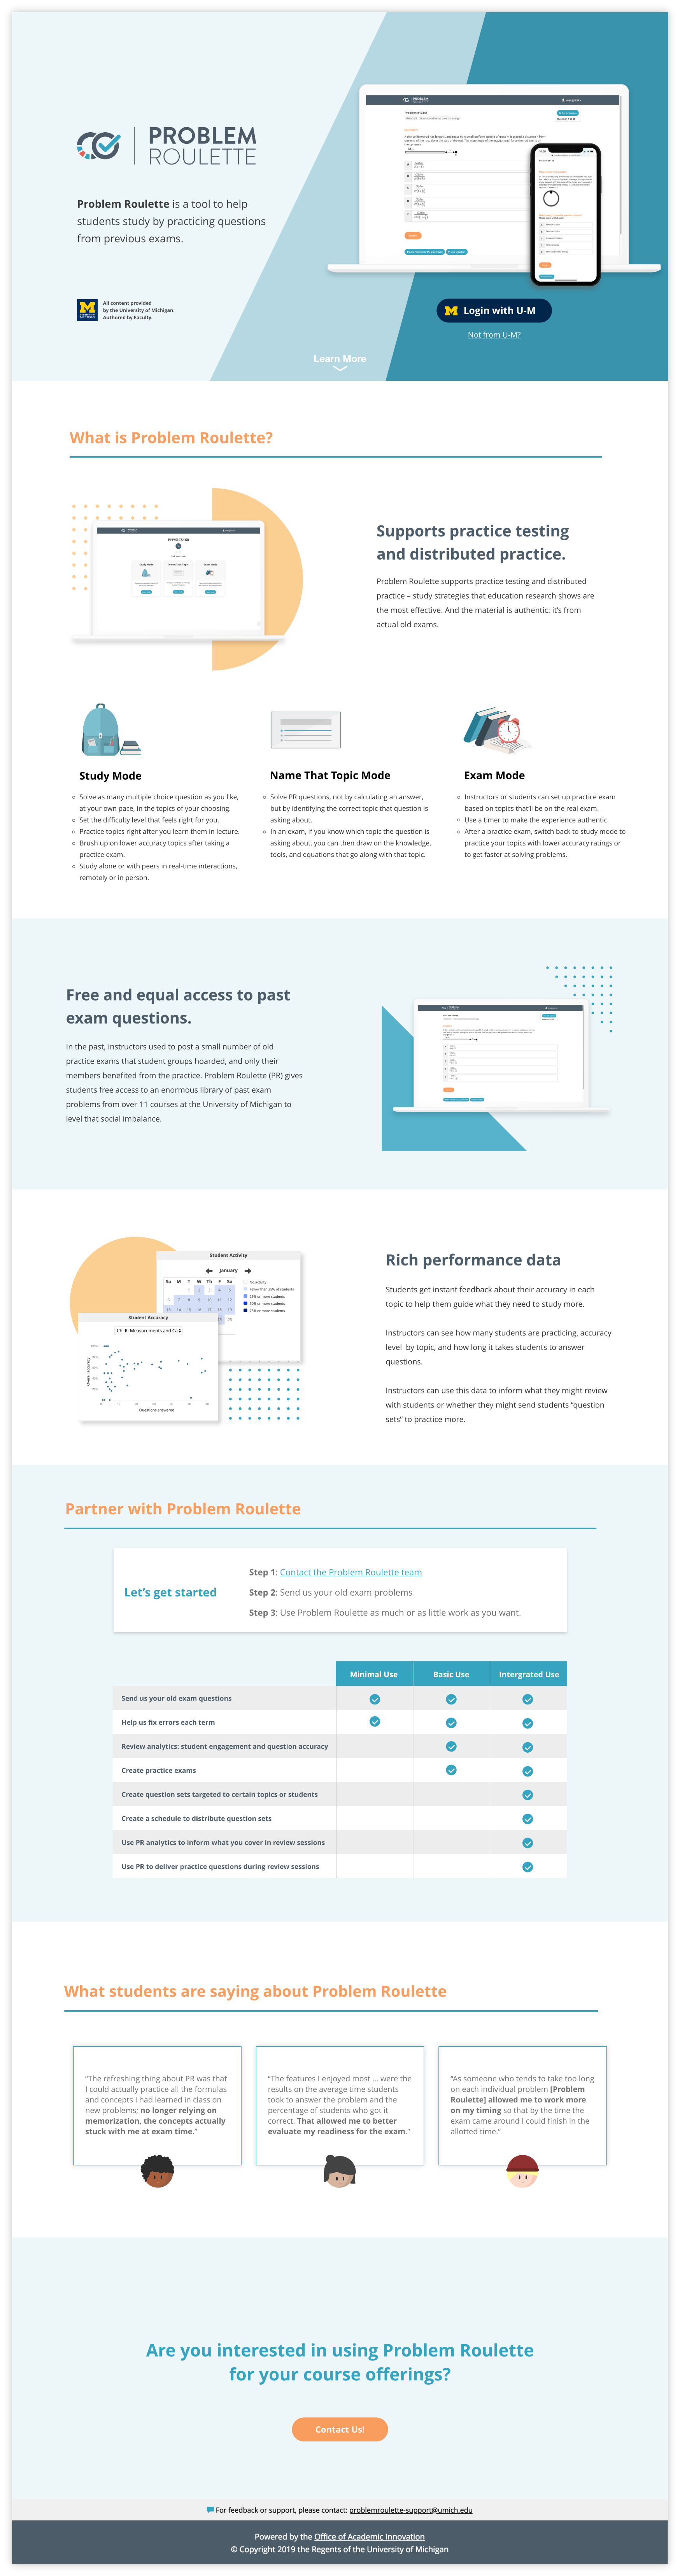 PROBLEM
ROULETTE
Problem Roulette is a tool to help
students study by practicing questions
from previous exams.
All content provided
by the University of Michigan.
Authored by Faculty.
Login with U-M
Not from U-M?
Learn More
What is Problem Roulette?
Supports practice testing
and distributed practice.
Problem Roulette supports practice testing and distributed
practice – study strategies that education research shows are
the most effective. And the material is authentic: it's from
actual old exams.
Study Mode
Solve as many multiple choice question as you like,
at your own pace, in the topics of your choosing.
Set the difficulty level that feels right for you.
Practice topics right after you learn them in lecture.
Brush up on lower accuracy topics after taking a
practice exam.
Study alone or with peers in real-time interactions,
remotely or in person.
Name That Topic Mode
Solve PR questions, not by calculating an answer,
but by identifying the correct topic that question is
asking about.
In an exam, if you know which topic the question is
asking about, you can then draw on the knowledge,
tools, and equations that go along with that topic.
Exam Mode
Instructors or students can set up practice exam
based on topics that'll be on the real exam.
Use a timer to make the experience authentic.
After a practice exam, switch back to study mode to
practice your topics with lower accuracy ratings or
to get faster at solving problems.
Free and equal access to past
exam questions.
In the past, instructors used to post a small number of old
practice exams that student groups hoarded, and only their
members benefited from the practice. Problem Roulette (PR) gives
students free access to an enormous library of past exam
problems from over 11 courses at the University of Michigan to
level that social imbalance.
Student Activity
January
Su M T W Th F Sa
No activity
Fewer than 20% of students
20% or more students
50% or more students
Student Accuracy
Ch. R: Measurements and Ca
Overall accuracy
Questions answered
Rich performance data
Students get instant feedback about their accuracy in each
topic to help them guide what they need to study more.
Instructors can see how many students are practicing, accuracy
level by topic, and how long it takes students to answer
questions.
Instructors can use this data to inform what they might review
with students or whether they might send students “question
sets” to practice more.
Partner with Problem Roulette
Let's get started
Step 1: Contact the Problem Roulette team
Step 2: Send us your old exam problems
Step 3: Use Problem Roulette as much or as little work as you want.
Minimal Use Basic Use Intergrated Use
Send us your old exam questions
Help us fix errors each term
Review analytics: student engagement and question accuracy
Create practice exams
Create question sets targeted to certain topics or students
Create a schedule to distribute question sets
Use PR analytics to inform what you cover in review sessions
Use PR to deliver practice questions during review sessions
What students are saying about Problem Roulette
“The refreshing thing about PR was that
I could actually practice all the formulas
and concepts I had learned in class on
new problems; no longer relying on
memorization, the concepts actually
stuck with me at exam time.”
“The features I enjoyed most ... were the
results on the average time students
took to answer the problem and the
percentage of students who got it
correct. That allowed me to better
evaluate my readiness for the exam.”
“As someone who tends to take too long
on each individual problem [Problem
Roulette] allowed me to work more
on my timing so that by the time the
exam came around I could finish in the
allotted time.”
Are you interested in using Problem Roulette
for your course offerings?
Contact Us!
For feedback or support, please contact: problemroulette-support@umich.edu
Powered by the Office of Academic Innovation
© Copyright 2019 the Regents of the University of Michigan